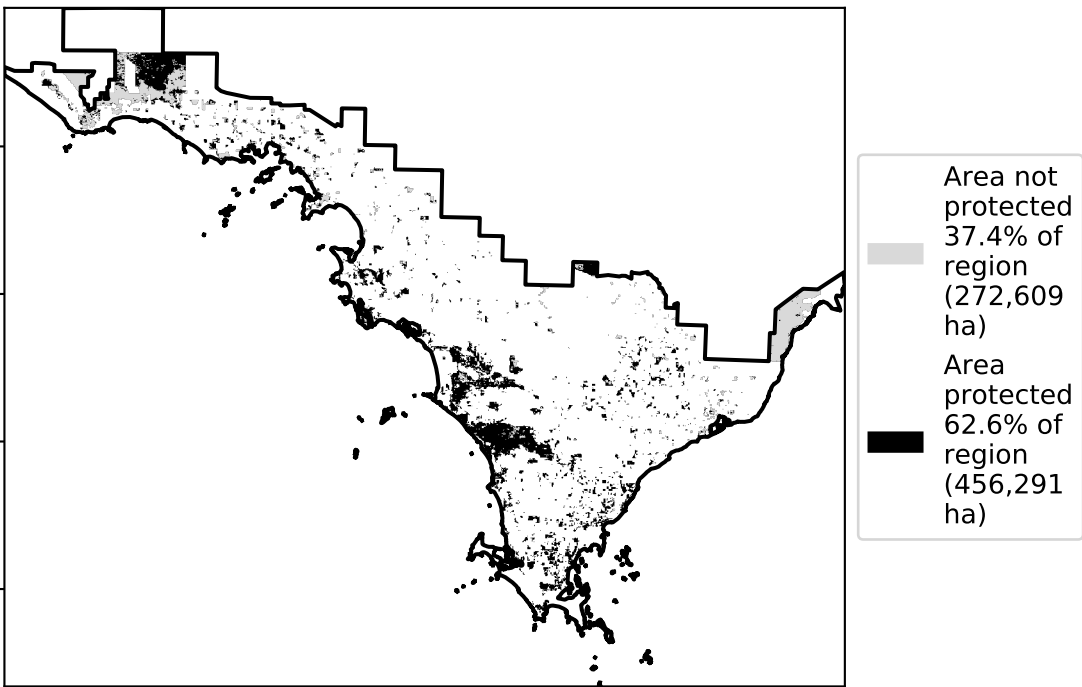 Area not
protected
37.4% of
region
(272,609
ha)
Area
protected
62.6% of
region
(456,291
ha)